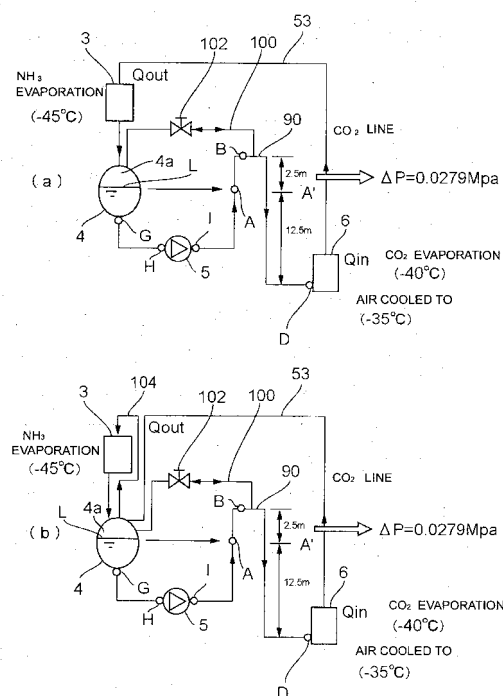 3
102
100
53
NH3
EVAPORATION
(-45°C)
Qout
90
CO2 LINE
4a
L
B
2.5m
(a)
A'
ΔP=0.0279Mpa
4
A
12.5m
6
G
I
Qin
CO2 EVAPORATION
(-40°C)
H
5
AIR COOLED TO
(-35°C)
D
3
104
102
100
53
Qout
90
NH3
EVAPORATION
(-45°C)
CO2 LINE
4a
L
B
2.5m
(b)
A'
ΔP=0.0279Mpa
4
A
12.5m
6
G
I
Qin
CO2 EVAPORATION
(-40°C)
H
5
AIR COOLED TO
(-35°C)
D